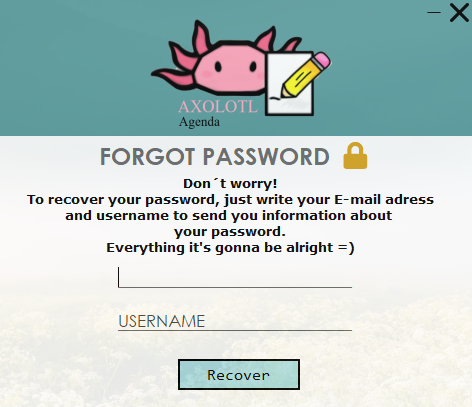 AXOLOTL
Agenda
FORGOT PASSWORD
Don´t worry!
To recover your password, just write your E-mail adress
and username to send you information about
your password.
Everything it's gonna be alright =)
USERNAME
Recover